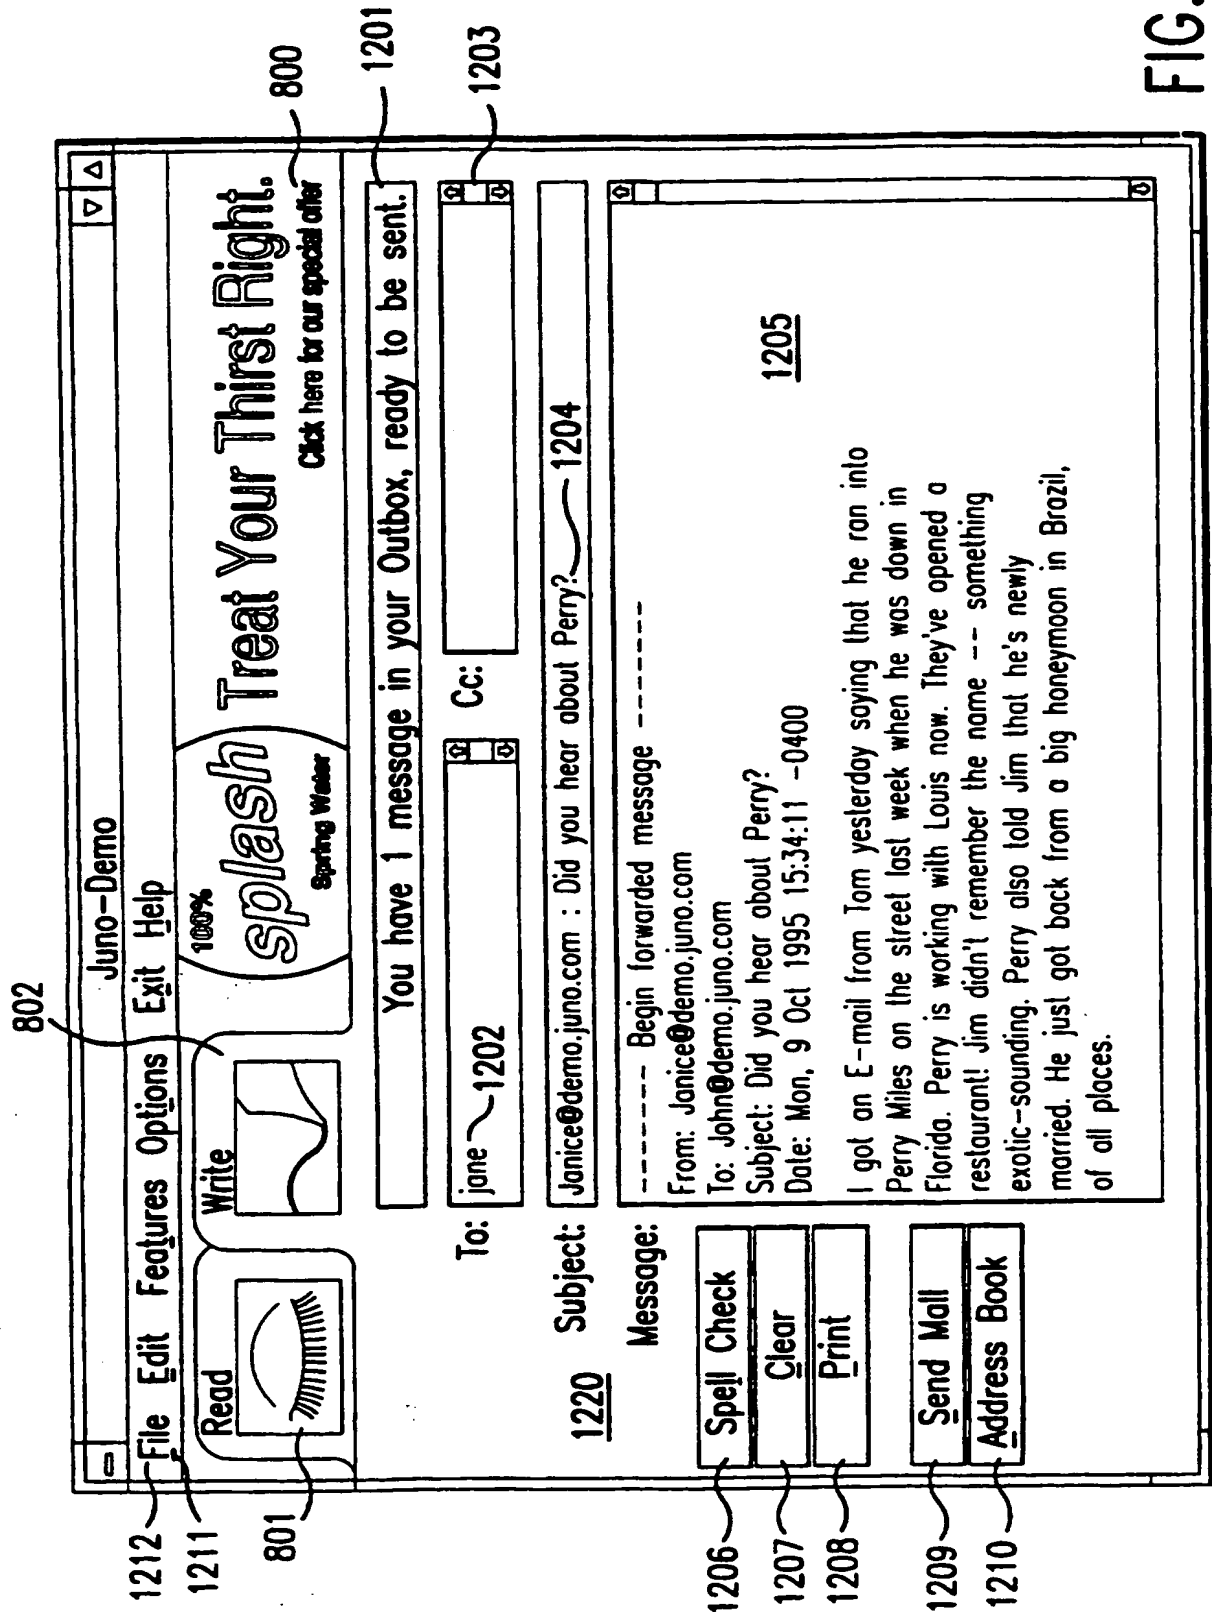 802
Juno-Demo
1212
File Edit Features Options Exit Help
1211
Read
Write
801
100%
splash
Spring Water
Treat Your Thirst Right.
Click here for our special offer
800
You have 1 message in your Outbox, ready to be sent.
1201
To: jane 1202
Cc:
1203
1220
Subject: Janice@demo.juno.com : Did you hear about Perry? 1204
Message:
-------- Begin forwarded message --------
From: Janice@demo.juno.com
To: John@demo.juno.com
Subject: Did you hear about Perry?
Date: Mon, 9 Oct 1995 15:34:11 -0400
1205
I got an E-mail from Tom yesterday saying that he ran into
Perry Miles on the street last week when he was down in
Florida. Perry is working with Louis now. They've opened a
restaurant! Jim didn't remember the name -- something
exotic-sounding. Perry also told Jim that he's newly
married. He just got back from a big honeymoon in Brazil,
of all places.
1206 Spell Check
1207 Clear
1208 Print
1209 Send Mail
1210 Address Book
FIG.